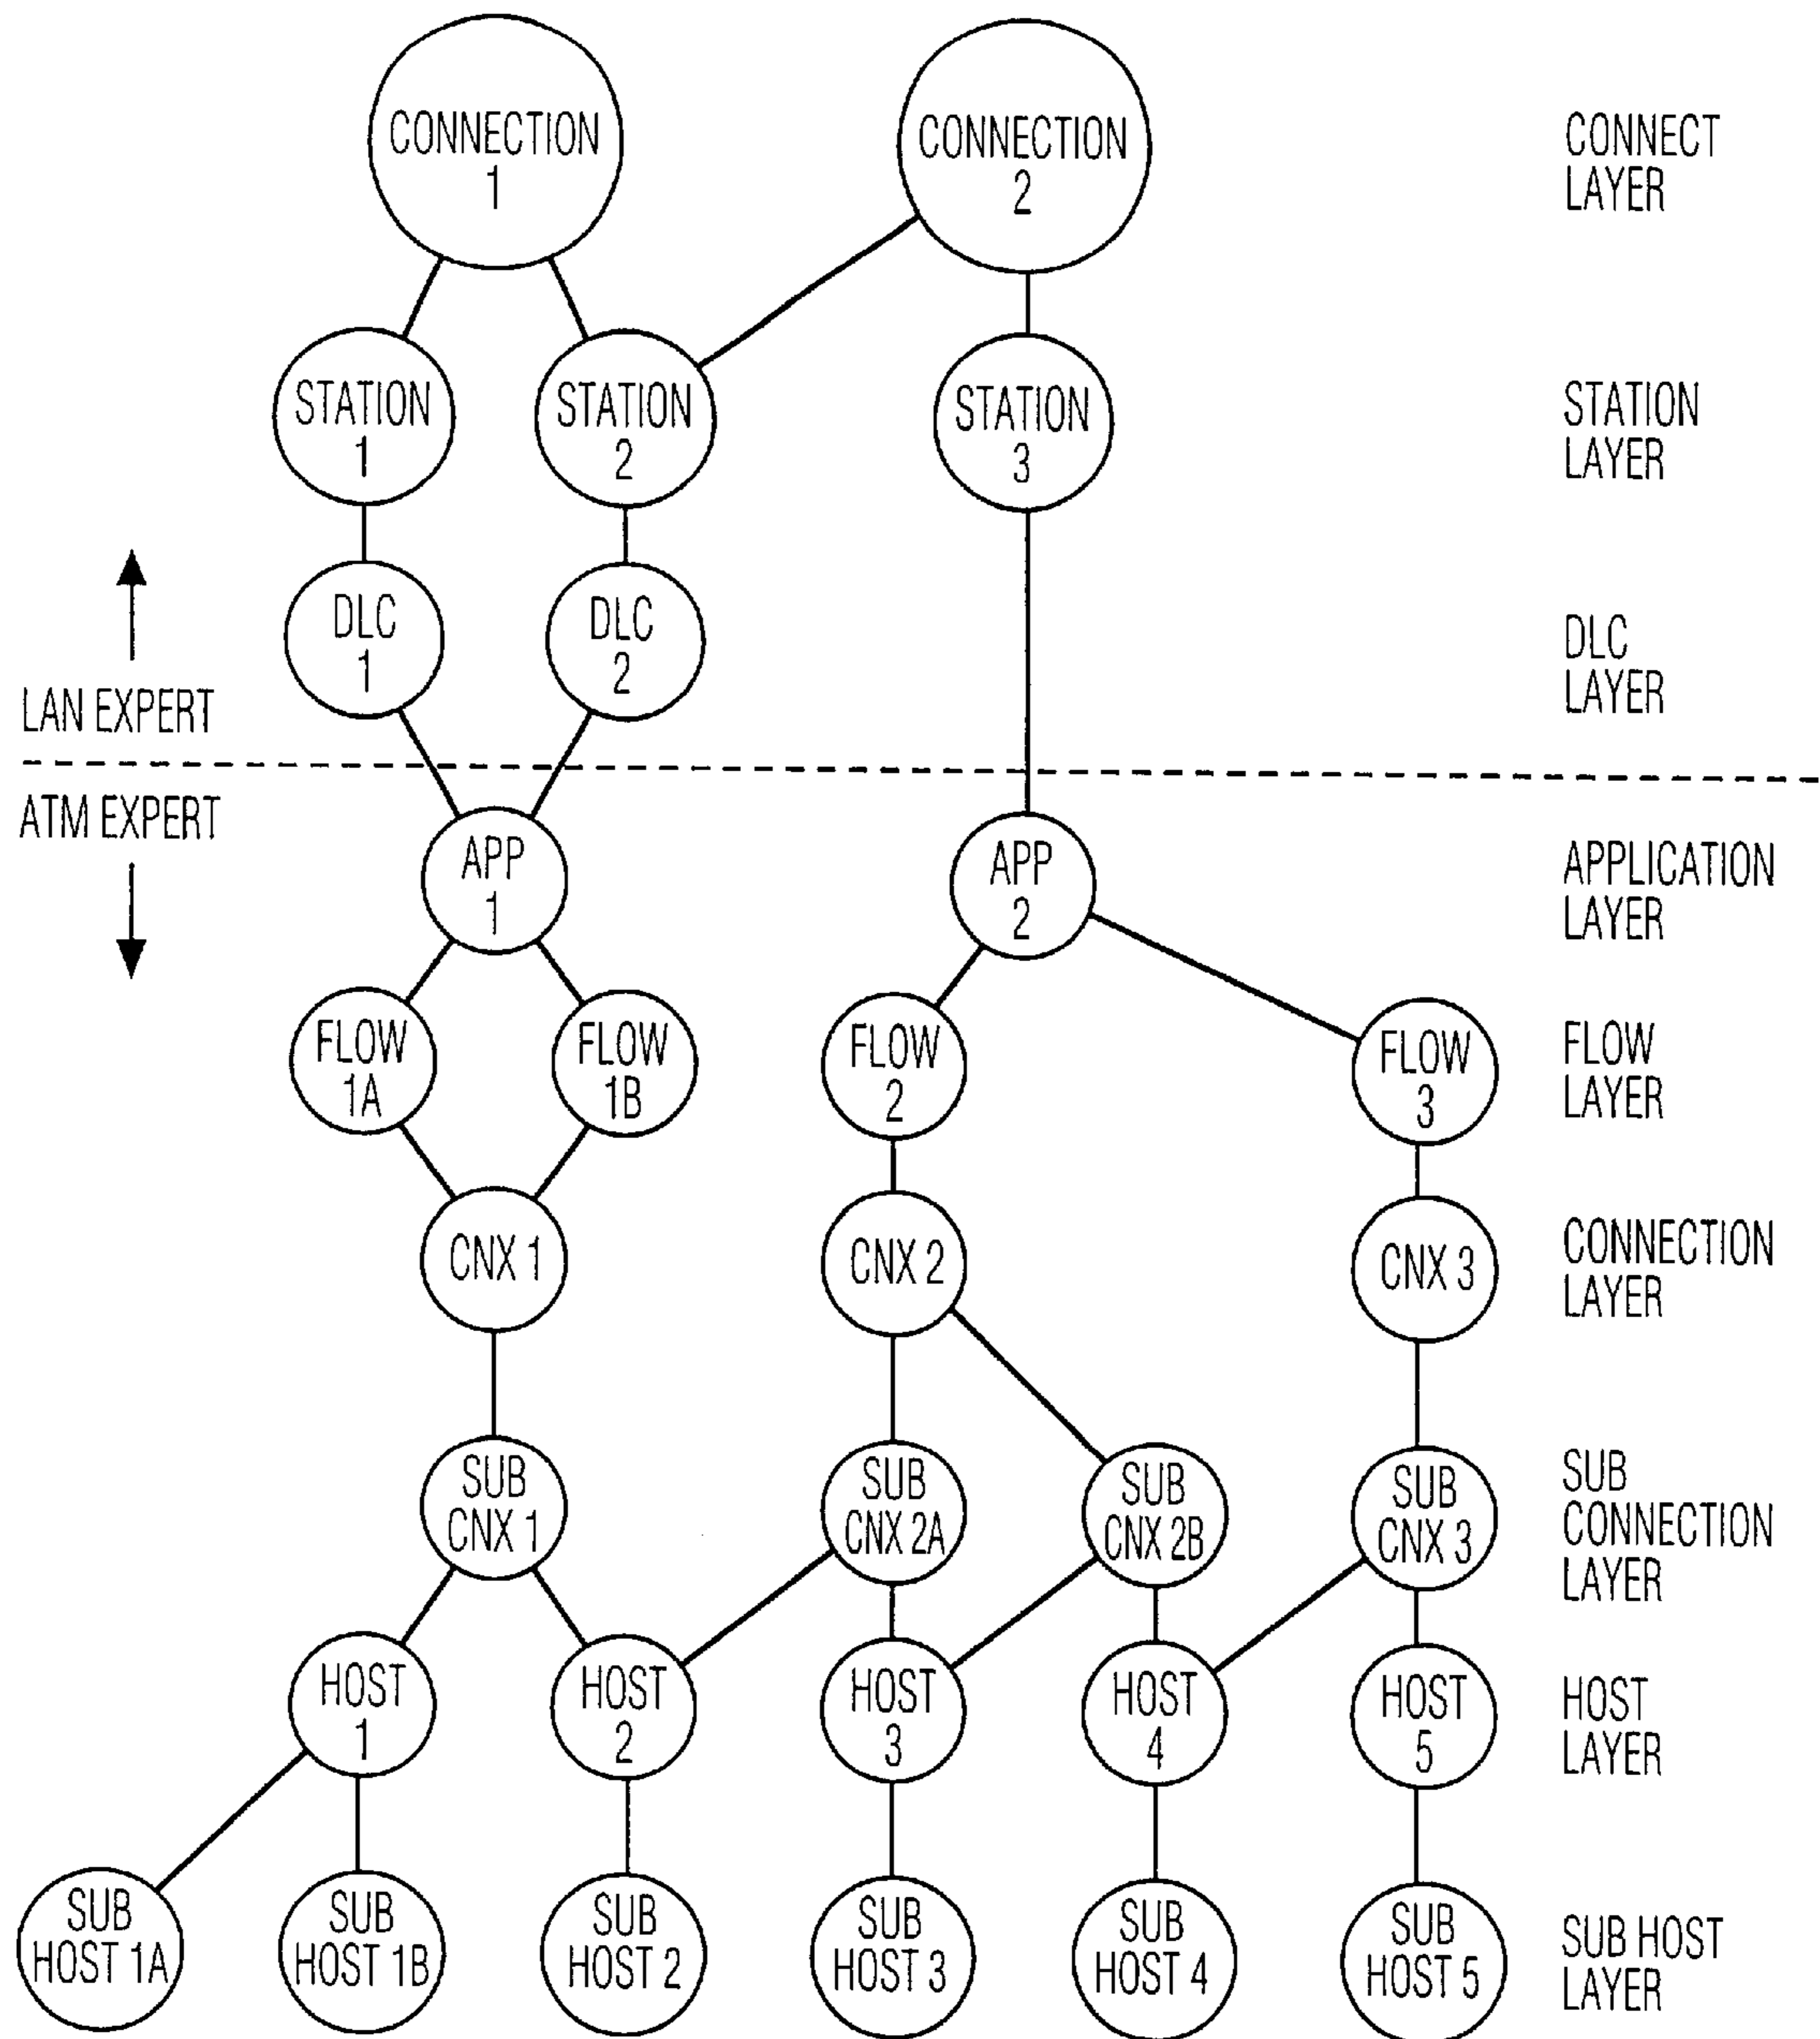 CONNECTION
1
CONNECTION
2
CONNECT
LAYER
STATION
1
STATION
2
STATION
3
STATION
LAYER
DLC
1
DLC
2
DLC
LAYER
LAN EXPERT
ATM EXPERT
APP
1
APP
2
APPLICATION
LAYER
FLOW
1A
FLOW
1B
FLOW
2
FLOW
3
FLOW
LAYER
CNX 1
CNX 2
CNX 3
CONNECTION
LAYER
SUB
CNX 1
SUB
CNX 2A
SUB
CNX 2B
SUB
CNX 3
SUB
CONNECTION
LAYER
HOST
1
HOST
2
HOST
3
HOST
4
HOST
5
HOST
LAYER
SUB
HOST 1A
SUB
HOST 1B
SUB
HOST 2
SUB
HOST 3
SUB
HOST 4
SUB
HOST 5
SUB HOST
LAYER